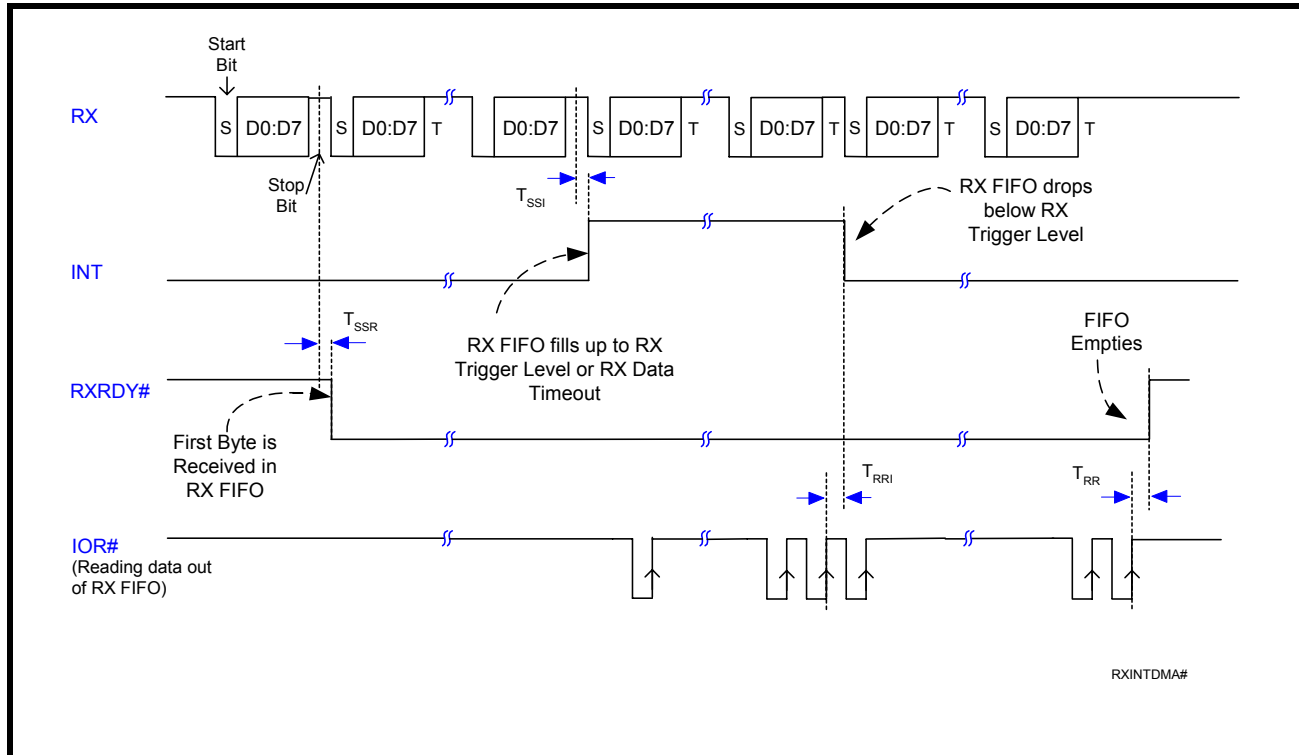 Start
Bit
RX
S D0:D7 S D0:D7 T D0:D7 S D0:D7 T S D0:D7 T S D0:D7 T S D0:D7 T
Stop
Bit
TSSI
RX FIFO drops
below RX
Trigger Level
INT
TSSR
RX FIFO fills up to RX
Trigger Level or RX Data
Timeout
FIFO
Empties
RXRDY#
First Byte is
Received in
RX FIFO
TRRI
TRR
IOR#
(Reading data out
of RX FIFO)
RXINTDMA#